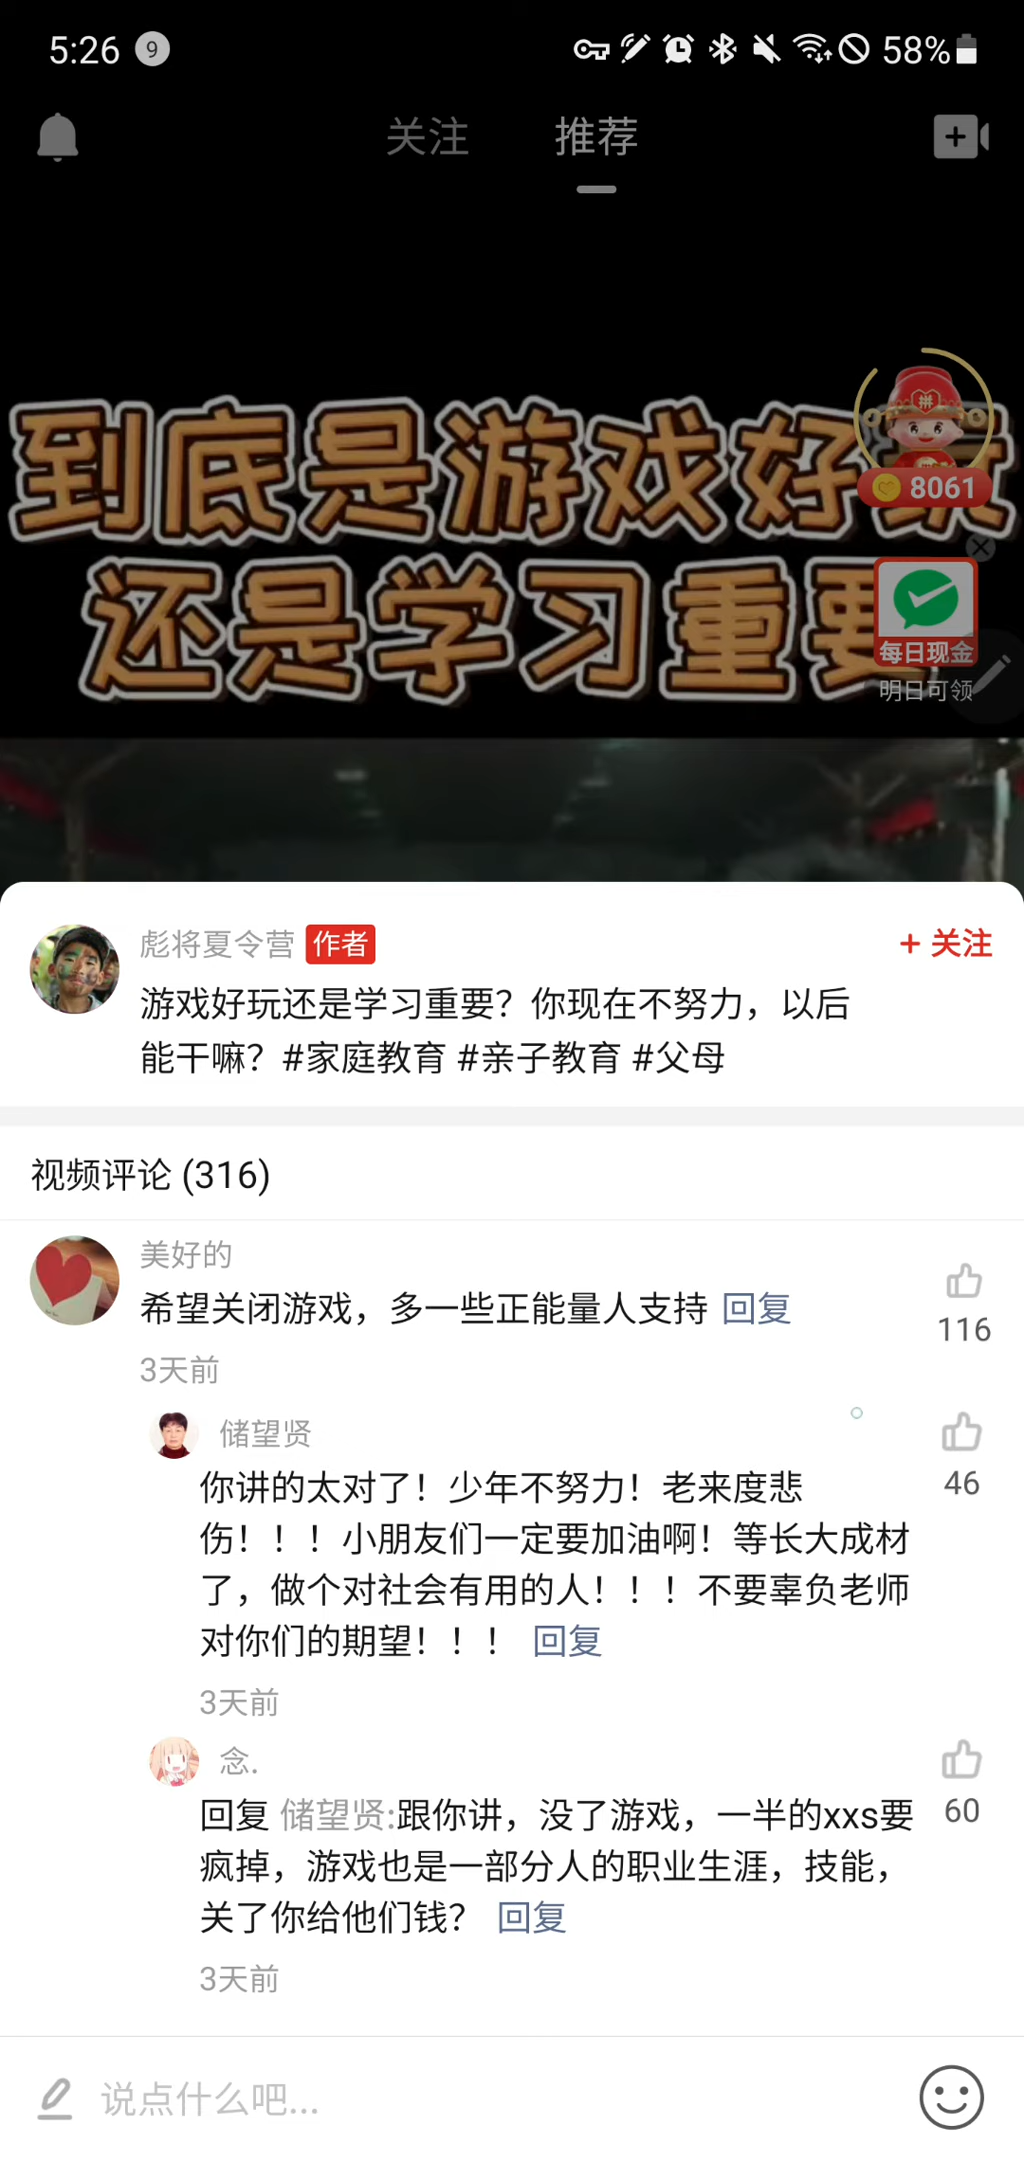 5:26 9 58%
关注 推荐
到底是游戏好
8061
还是学习重要
每日现金
明日可领
彪将夏令营 作者 + 关注
游戏好玩还是学习重要？你现在不努力，以后
能干嘛？#家庭教育 #亲子教育 #父母
视频评论 (316)
美好的
希望关闭游戏，多一些正能量人支持 回复
116
3天前
储望贤
你讲的太对了！少年不努力！老来度悲
46
伤！！！小朋友们一定要加油啊！等长大成材
了，做个对社会有用的人！！！不要辜负老师
对你们的期望！！！ 回复
3天前
念.
回复 储望贤:跟你讲，没了游戏，一半的xxs要
60
疯掉，游戏也是一部分人的职业生涯，技能，
关了你给他们钱？ 回复
3天前
说点什么吧...